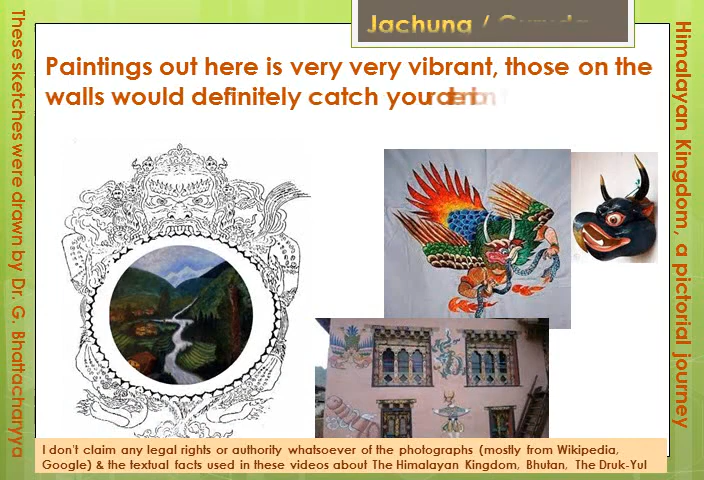 Jachung /
Paintings out here is very very vibrant, those on the
walls would definitely catch your
These sketches were drawn by Dr. G. Bhattacharyya
Himalayan Kingdom, a pictorial journey
I don't claim any legal rights or authority whatsoever of the photographs (mostly from Wikipedia,
Google) & the textual facts used in these videos about The Himalayan Kingdom, Bhutan, The Druk-Yul